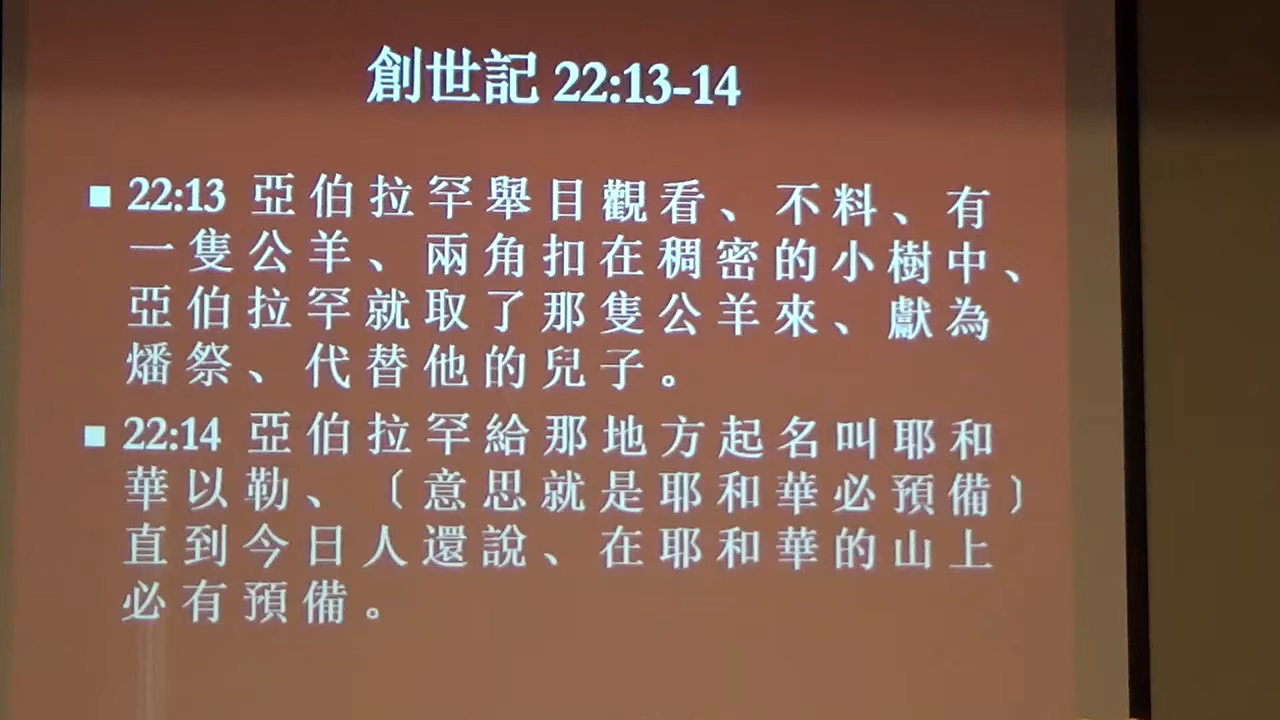 創世記 22:13-14
■ 22:13 亞伯拉罕舉目觀看、不料、有
一隻公羊、兩角扣在稠密的小樹中、
亞伯拉罕就取了那隻公羊來、獻為
燔祭、代替他的兒子。
■ 22:14 亞伯拉罕給那地方起名叫耶和
華以勒、〔意思就是耶和華必預備〕
直到今日人還說、在耶和華的山上
必有預備。